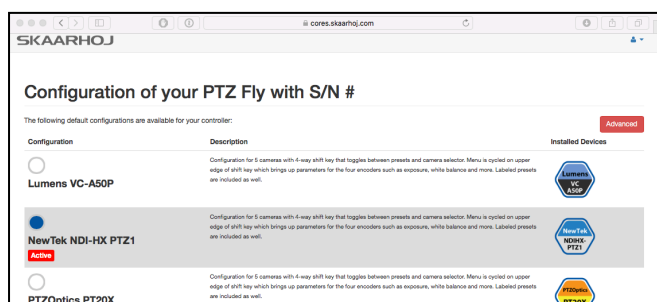 cores.skaarhoj.com
SKAARHOJ
Configuration of your PTZ Fly with S/N #
The following default configurations are available for your controller:
Advanced
Configuration Description Installed Devices
Configuration for 5 cameras with 4-way shift key that toggles between presets and camera selector. Menu is cycled on upper
edge of shift key which brings up parameters for the four encoders such as exposure, white balance and more. Labeled presets
are included as well.
Lumens VC-A50P
Lumens
VC
A50P
Configuration for 5 cameras with 4-way shift key that toggles between presets and camera selector. Menu is cycled on upper
edge of shift key which brings up parameters for the four encoders such as exposure, white balance and more. Labeled presets
are included as well.
NewTek NDI-HX PTZ1
Active
NewTek
NDIHX-
PTZ1
Configuration for 5 cameras with 4-way shift key that toggles between presets and camera selector. Menu is cycled on upper
edge of shift key which brings up parameters for the four encoders such as exposure, white balance and more. Labeled presets
are included as well.
PTZOptics PT20X
PTZOptics
PT20X